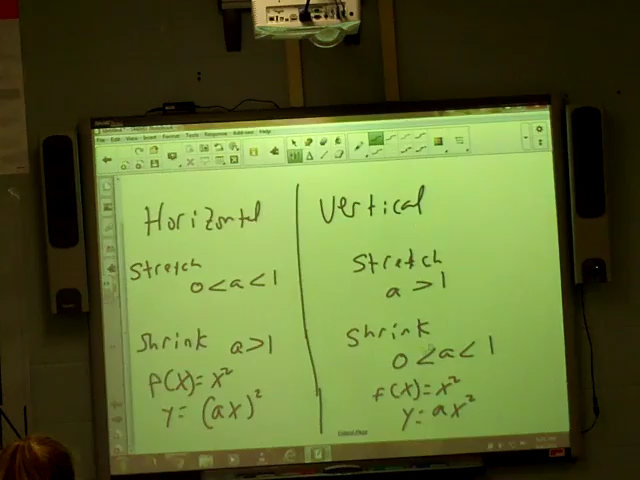 Horizontal
Stretch
0<a<1
Shrink a>1
f(x)=x²
y=(ax)²
Vertical
Stretch
a>1
Shrink
0<a<1
f(x)=x²
y=ax²